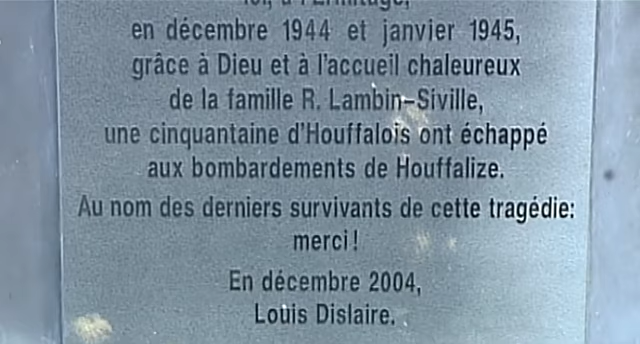 Ici, à l'Ermitage,
en décembre 1944 et janvier 1945,
grâce à Dieu et à l'accueil chaleureux
de la famille R. Lambin-Siville,
une cinquantaine d'Houffalois ont échappé
aux bombardements de Houffalize.
Au nom des derniers survivants de cette tragédie:
merci!
En décembre 2004,
Louis Dislaire.